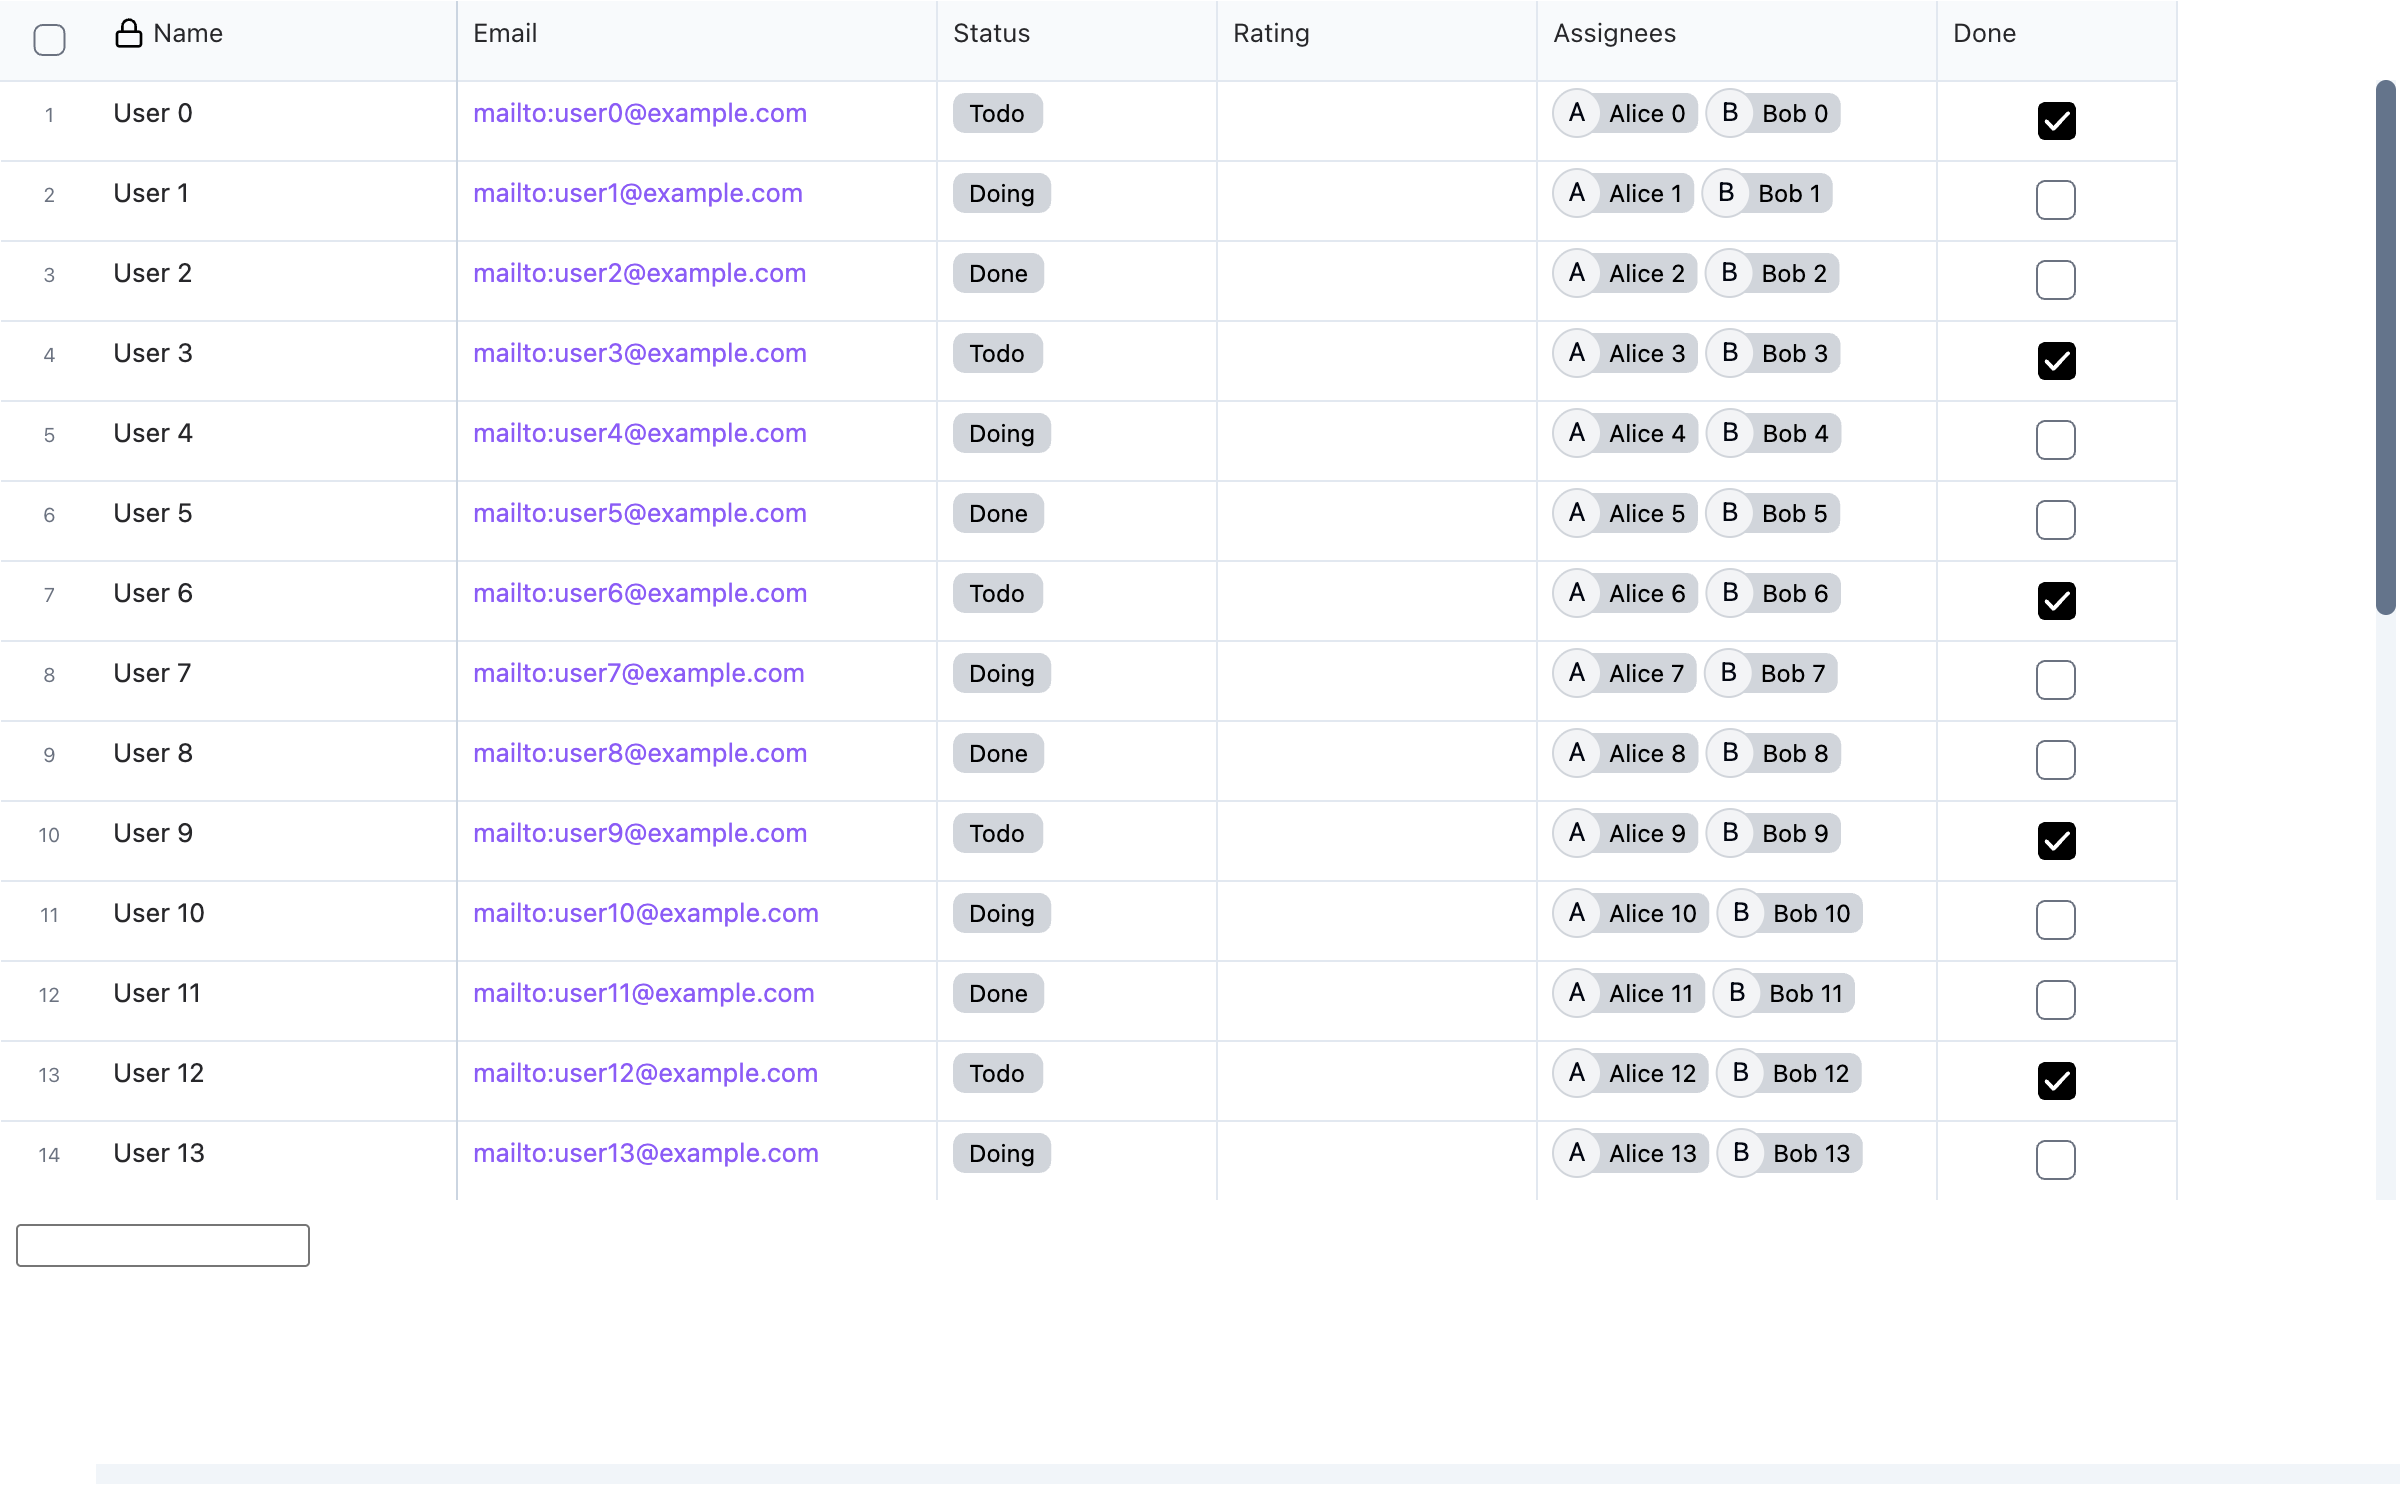 Name Email Status Rating Assignees Done
1 User 0 mailto:user0@example.com Todo A Alice 0 B Bob 0
2 User 1 mailto:user1@example.com Doing A Alice 1 B Bob 1
3 User 2 mailto:user2@example.com Done A Alice 2 B Bob 2
4 User 3 mailto:user3@example.com Todo A Alice 3 B Bob 3
5 User 4 mailto:user4@example.com Doing A Alice 4 B Bob 4
6 User 5 mailto:user5@example.com Done A Alice 5 B Bob 5
7 User 6 mailto:user6@example.com Todo A Alice 6 B Bob 6
8 User 7 mailto:user7@example.com Doing A Alice 7 B Bob 7
9 User 8 mailto:user8@example.com Done A Alice 8 B Bob 8
10 User 9 mailto:user9@example.com Todo A Alice 9 B Bob 9
11 User 10 mailto:user10@example.com Doing A Alice 10 B Bob 10
12 User 11 mailto:user11@example.com Done A Alice 11 B Bob 11
13 User 12 mailto:user12@example.com Todo A Alice 12 B Bob 12
14 User 13 mailto:user13@example.com Doing A Alice 13 B Bob 13